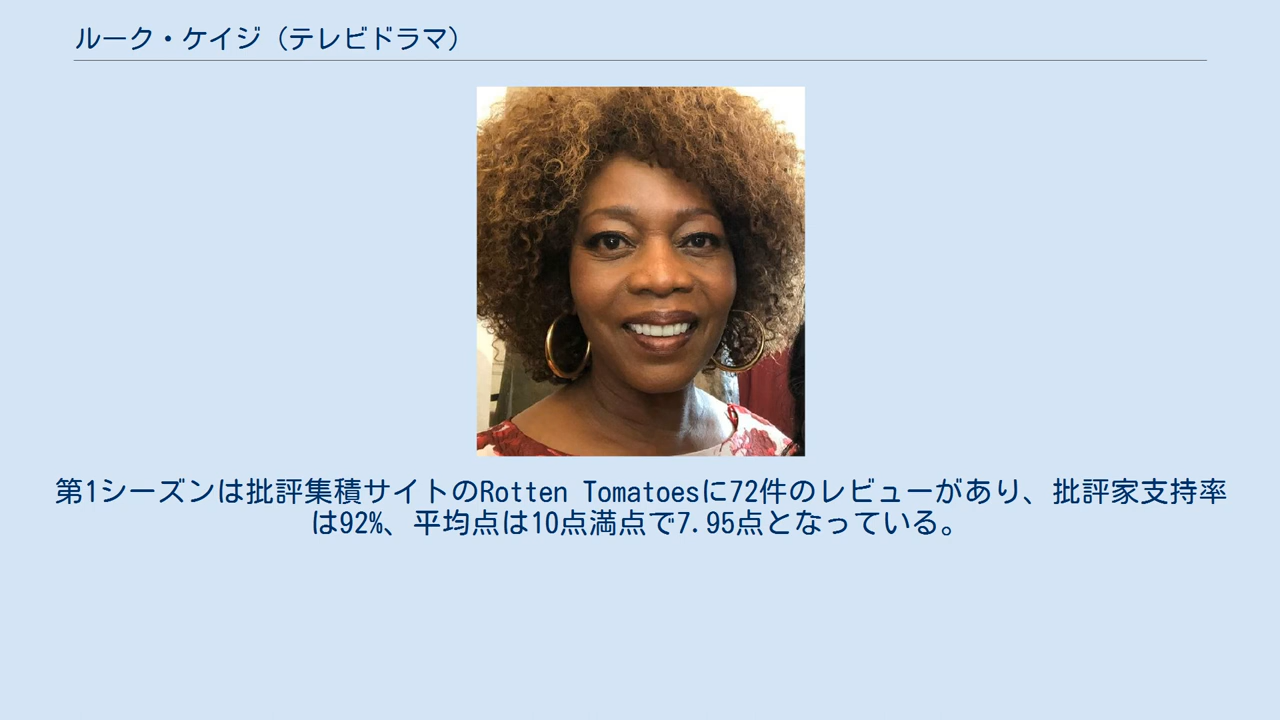 ルーク・ケイジ（テレビドラマ）
第1シーズンは批評集積サイトのRotten Tomatoesに72件のレビューがあり、批評家支持率
は92%、平均点は10点満点で7.95点となっている。